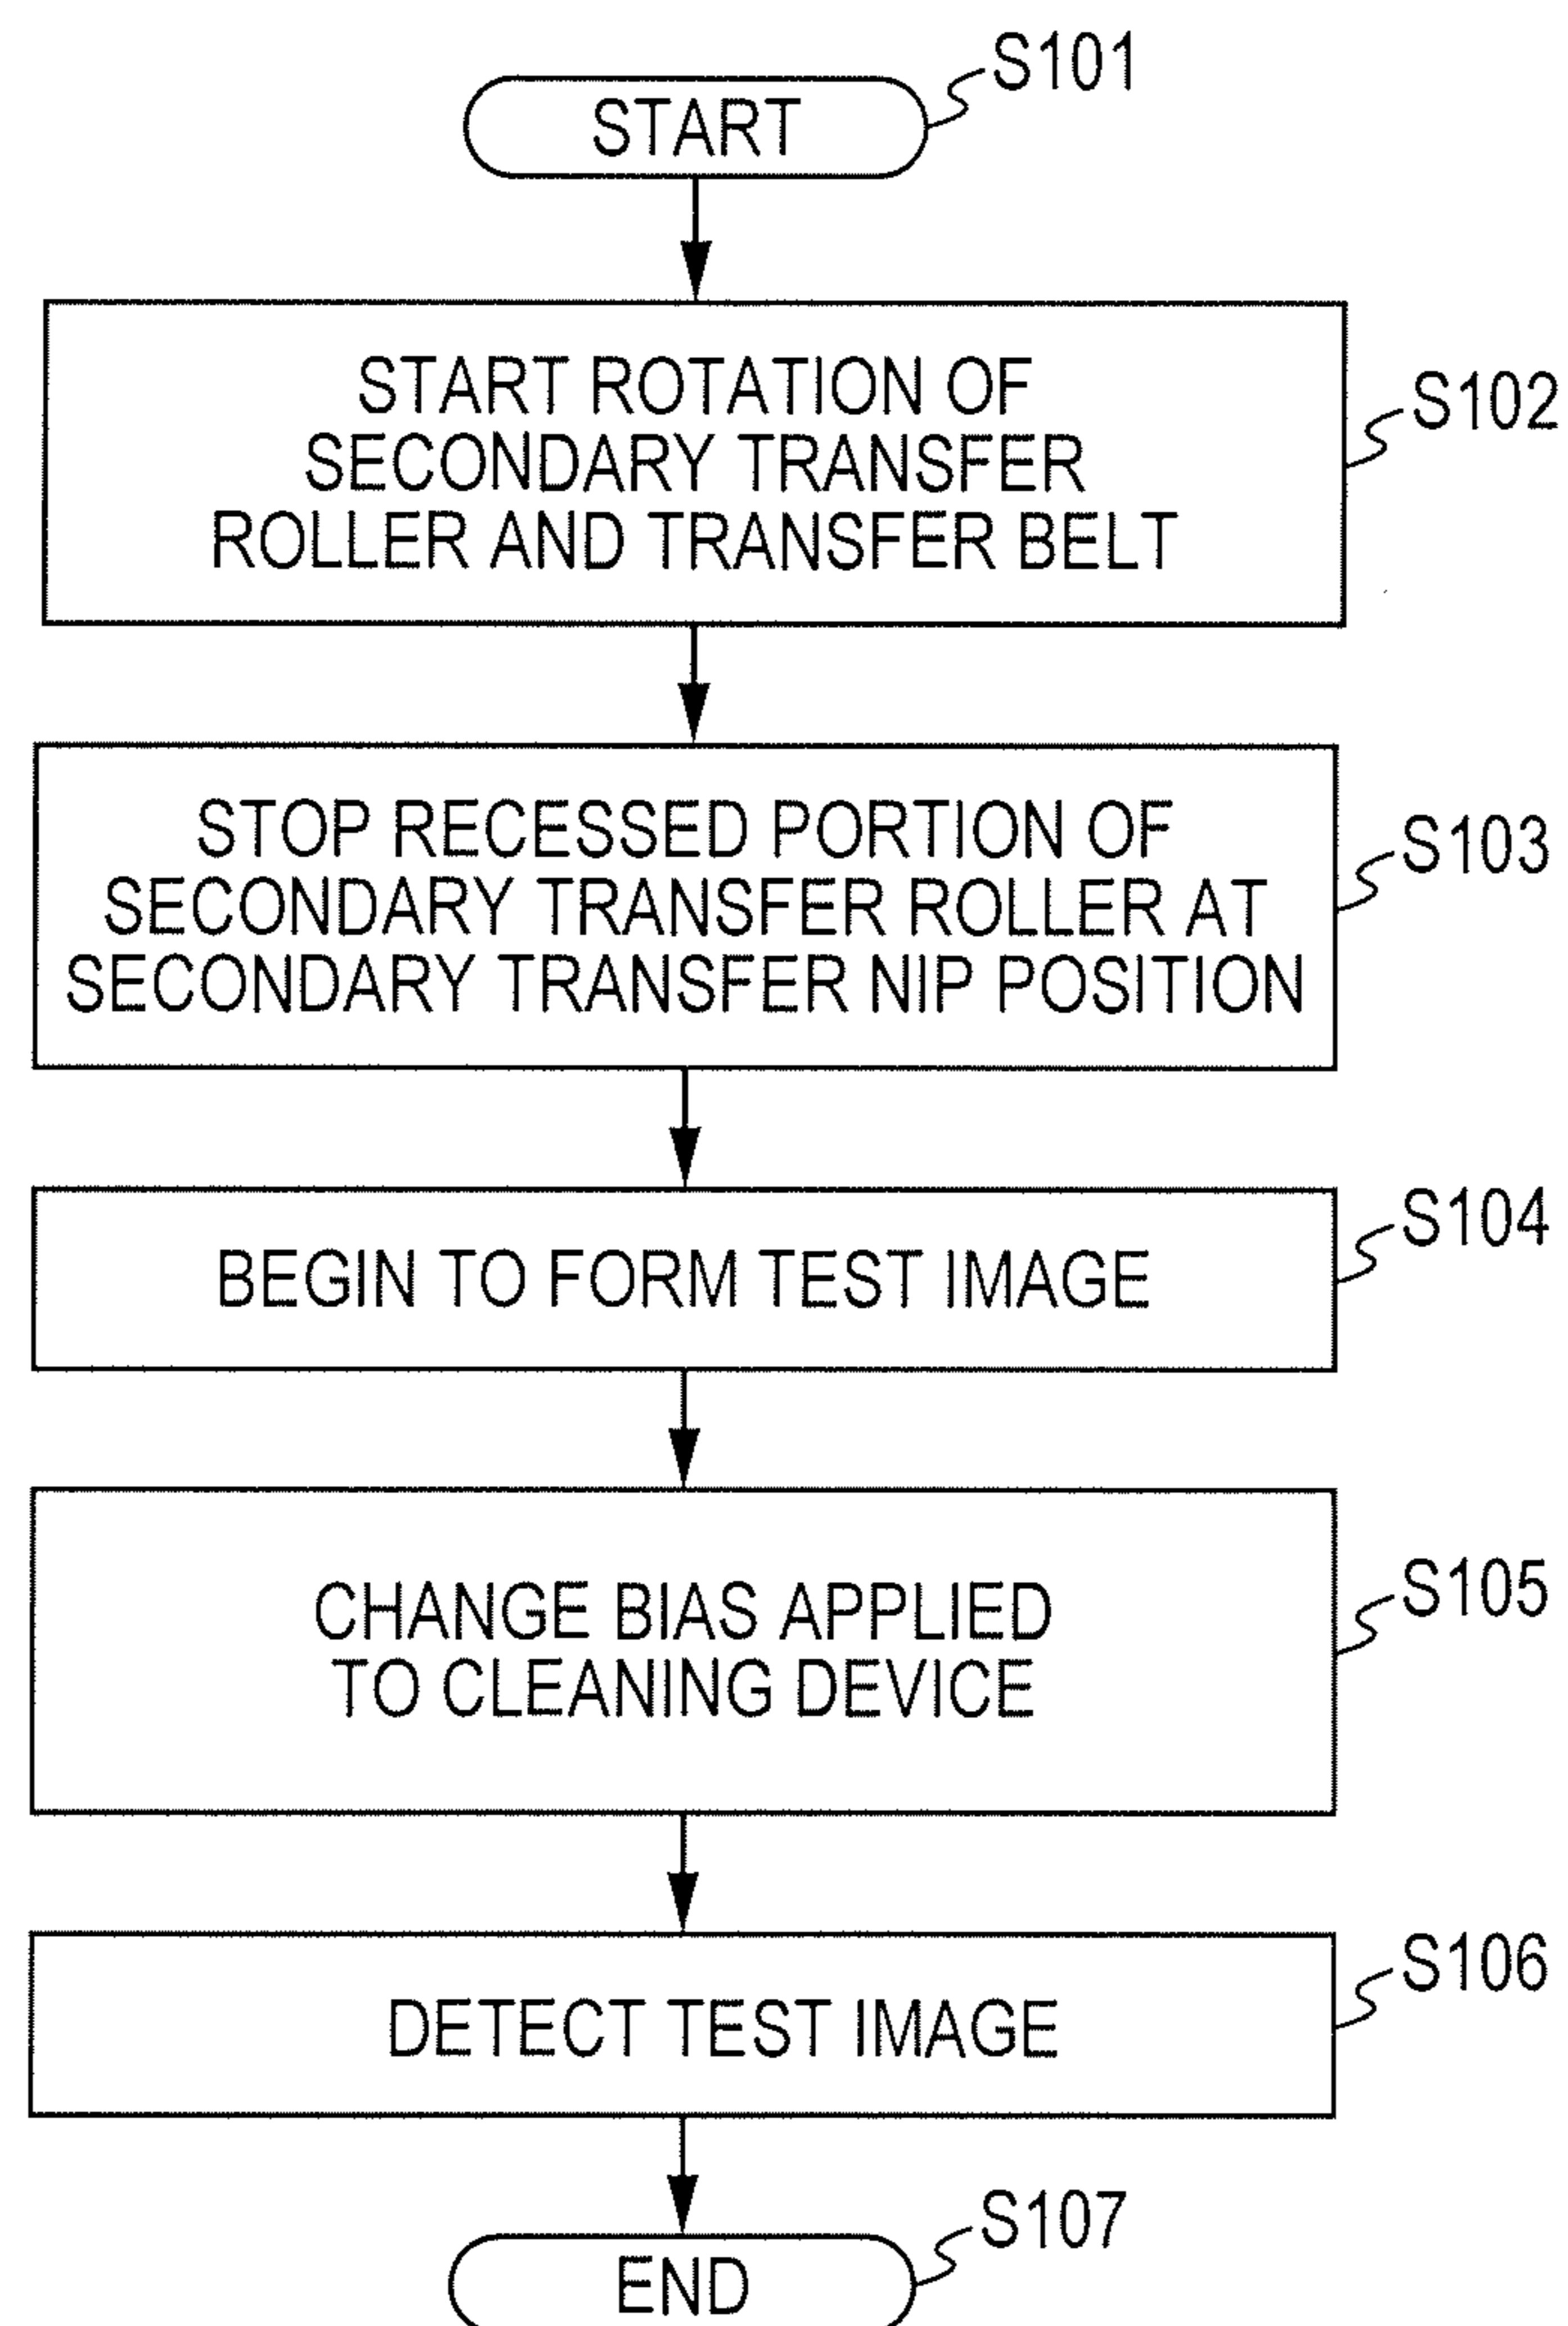 S101
START
START ROTATION OF
SECONDARY TRANSFER
ROLLER AND TRANSFER BELT
S102
STOP RECESSED PORTION OF
SECONDARY TRANSFER ROLLER AT
SECONDARY TRANSFER NIP POSITION
S103
BEGIN TO FORM TEST IMAGE
S104
CHANGE BIAS APPLIED
TO CLEANING DEVICE
S105
DETECT TEST IMAGE
S106
S107
END